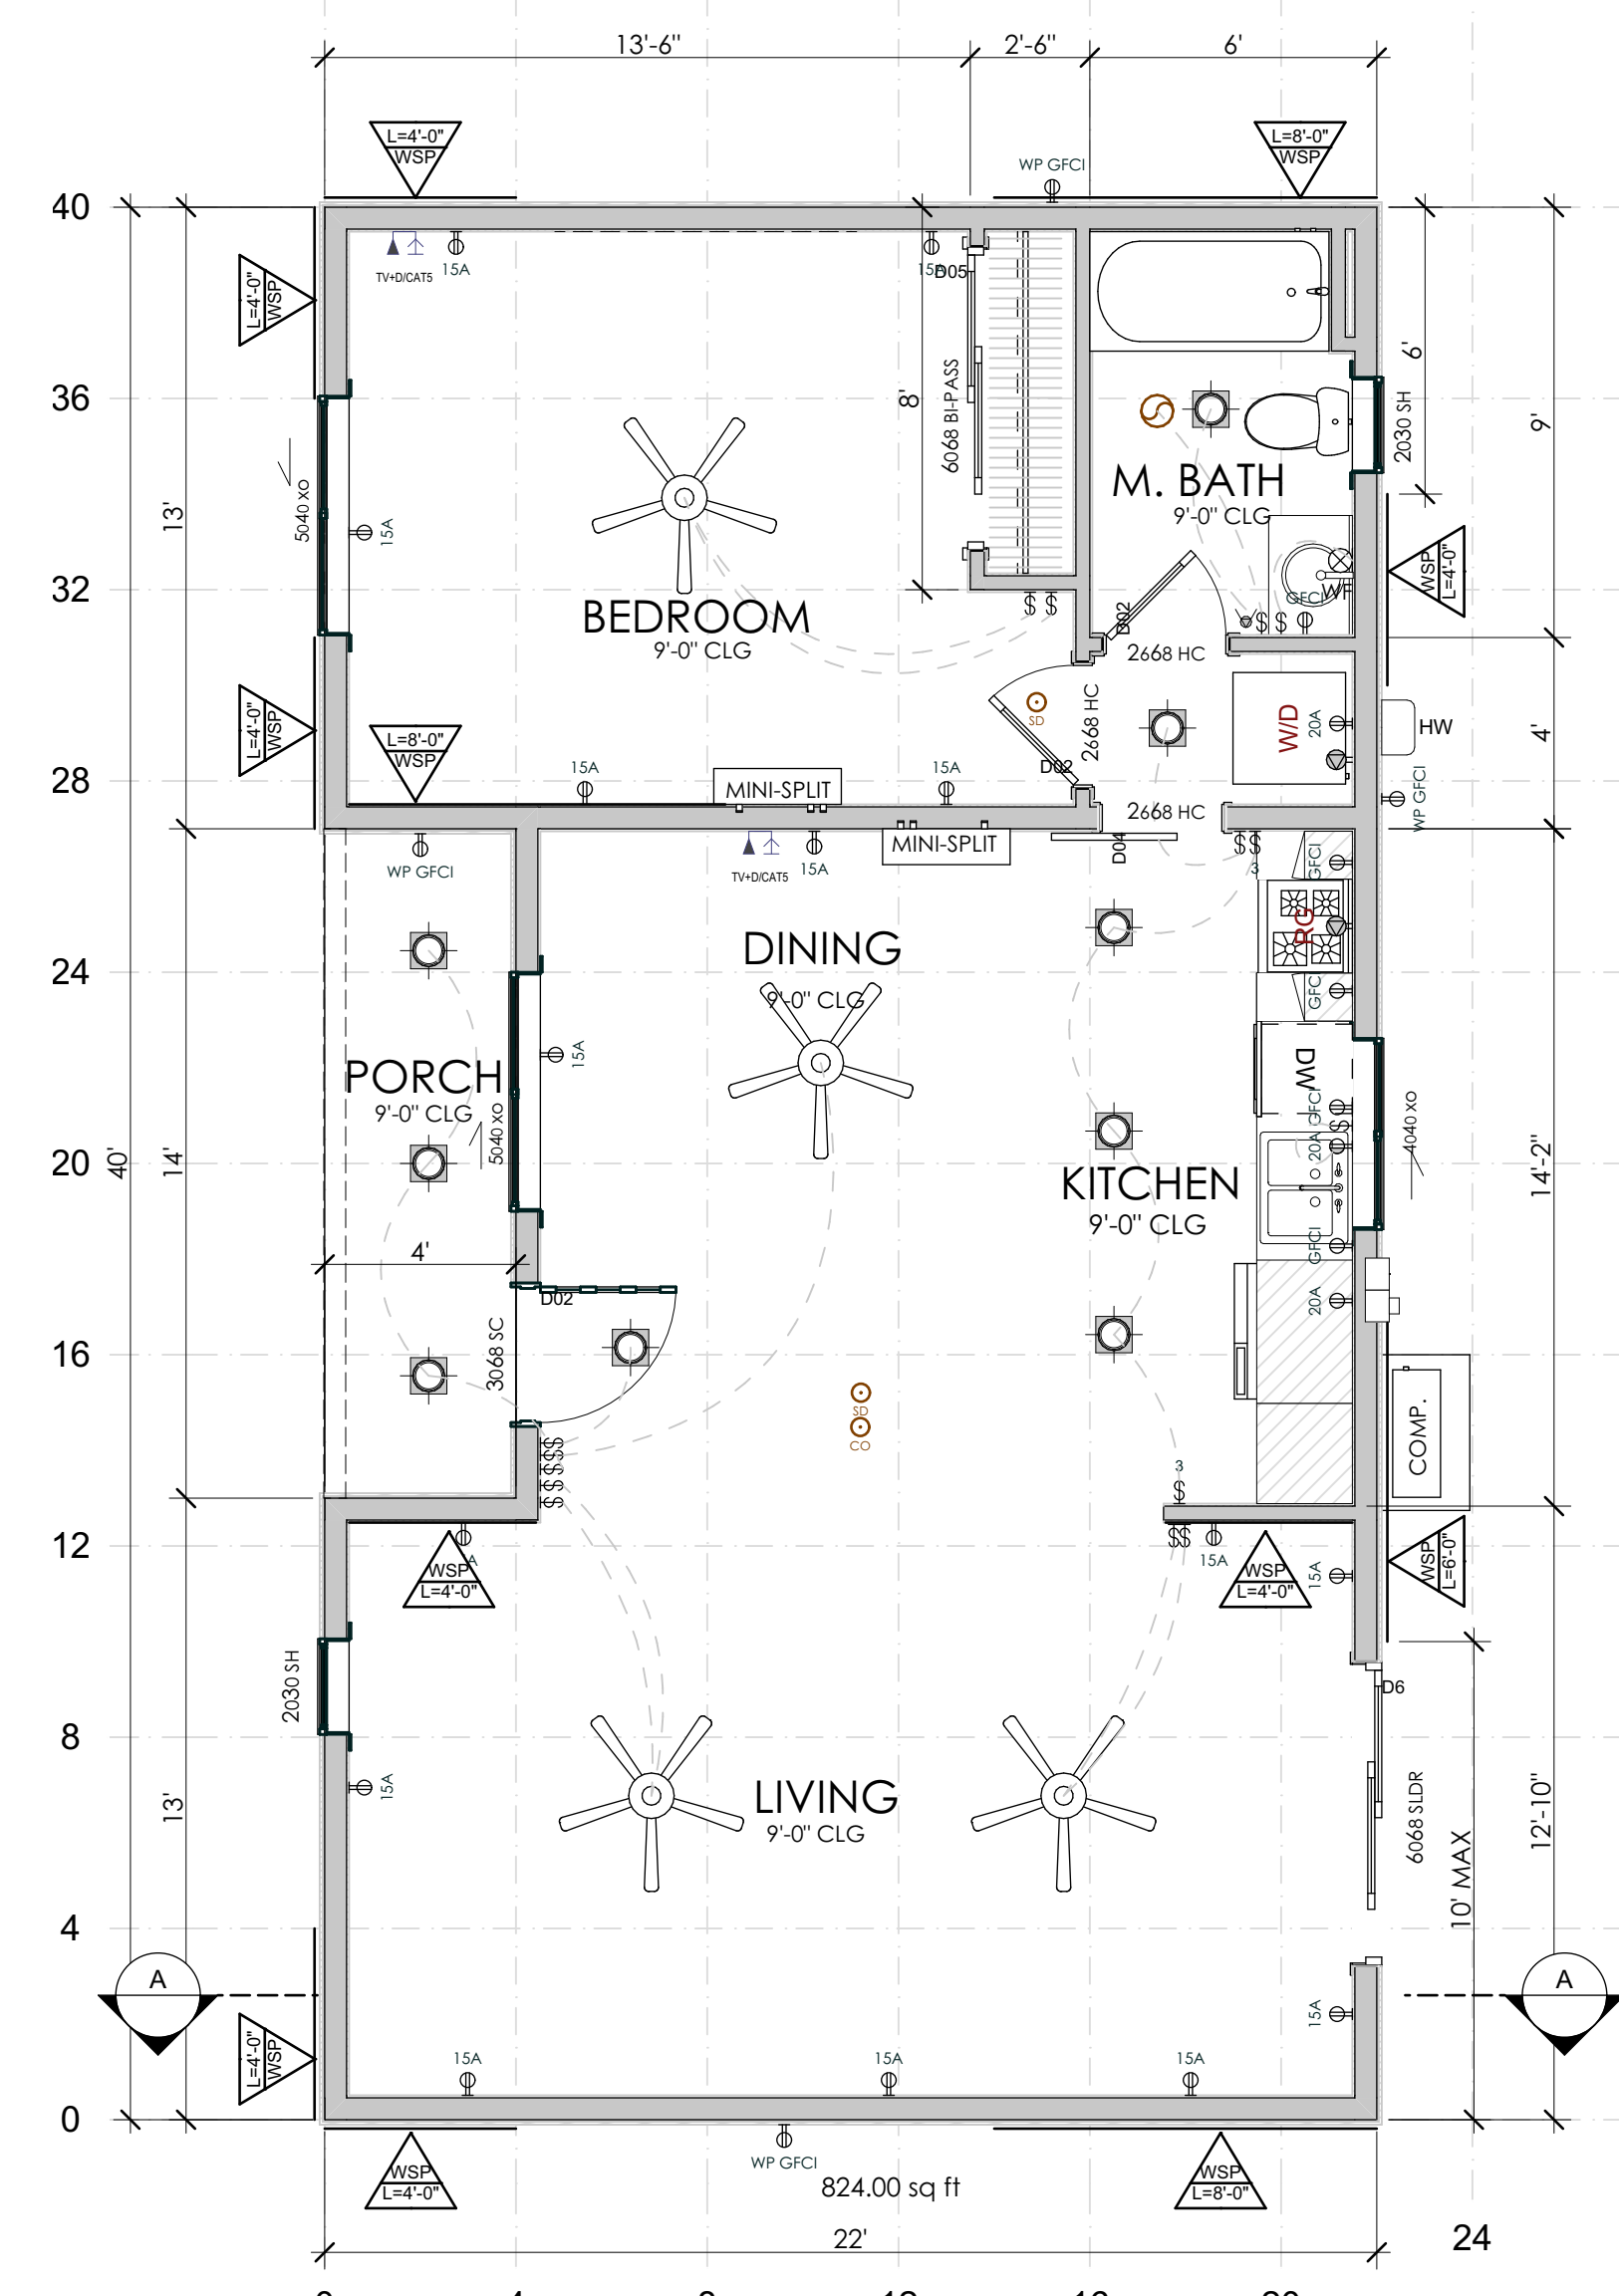 13'-6"
2'-6"
6'
L=4'-0"
WSP
L=8'-0"
WSP
WP GFCI
40
TV+D/CAT5
15A
15A
D05
L=4'-0"
WSP
6'
36
8'
6068 BI-PASS
2030 SH
9'
M. BATH
9'-0" CLG
13'
5040 XO
15A
WSP
L=4'-0"
32
BEDROOM
9'-0" CLG
D02
GFCI
WF
2668 HC
L=4'-0"
WSP
SD
2668 HC
W/D
20A
HW
4'
L=8'-0"
WSP
28
15A
MINI-SPLIT
15A
D02
2668 HC
WP GFCI
WP GFCI
TV+D/CAT5
15A
MINI-SPLIT
D04
3
GFCI
DINING
9'-0" CLG
RG
24
GFCI
15A
DW
PORCH
9'-0" CLG
5040 XO
GFCI
20A
4040 XO
20
40'
14'
KITCHEN
9'-0" CLG
14'-2"
4'
GFCI
D02
20A
16
3068 SC
SD
CO
COMP.
3
12
A
WSP
L=4'-0"
15A
WSP
L=4'-0"
15A
WSP
L=6'-0"
2030 SH
D6
8
15A
LIVING
9'-0" CLG
13'
6068 SLDR
10' MAX
12'-10"
4
A
A
15A
L=4'-0"
WSP
15A
15A
15A
0
WSP
L=4'-0"
WP GFCI
WSP
L=8'-0"
824.00 sq ft
22'
24